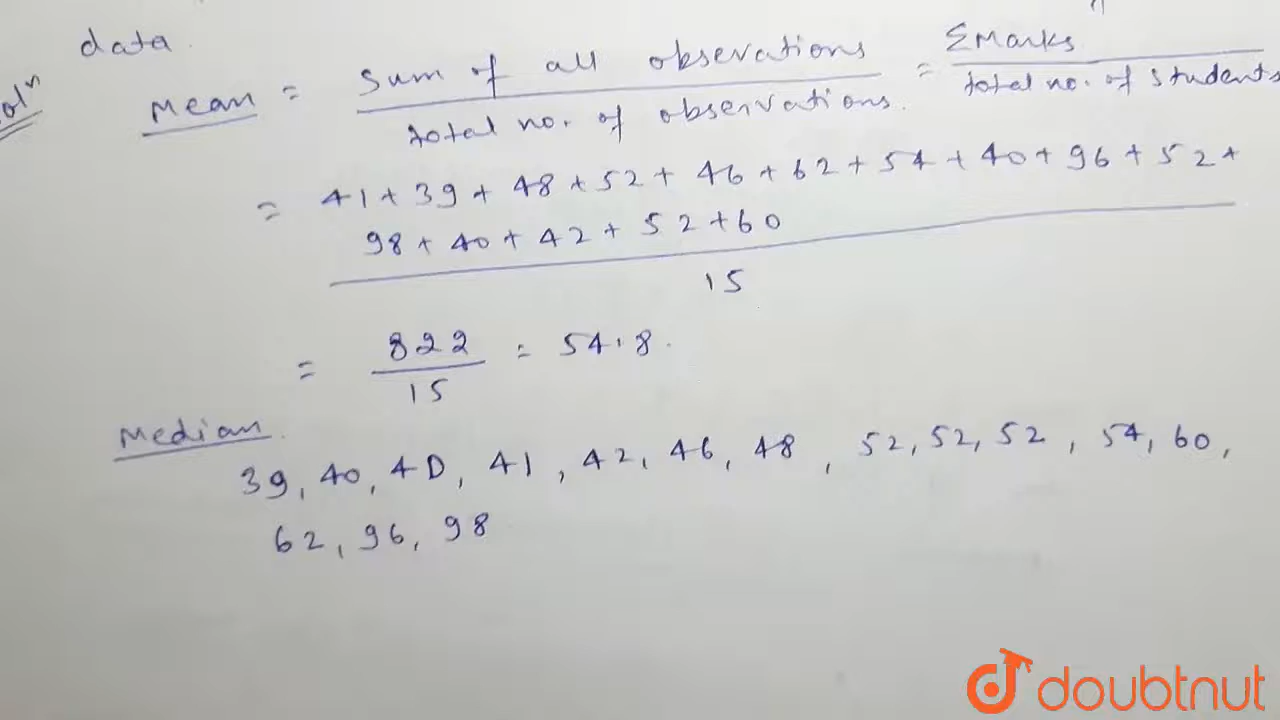 data.
Mean = sum of all obsevations = ΣMarks
total no. of observations. total no. of students
= 41+39+48+52+46+62+54+40+96+52+
98+40+42+52+60
15
= 822 = 54.8.
15
Median.
39, 40, 40, 41, 42, 46, 48, 52, 52, 52, 54, 60,
62, 96, 98
doubtnut